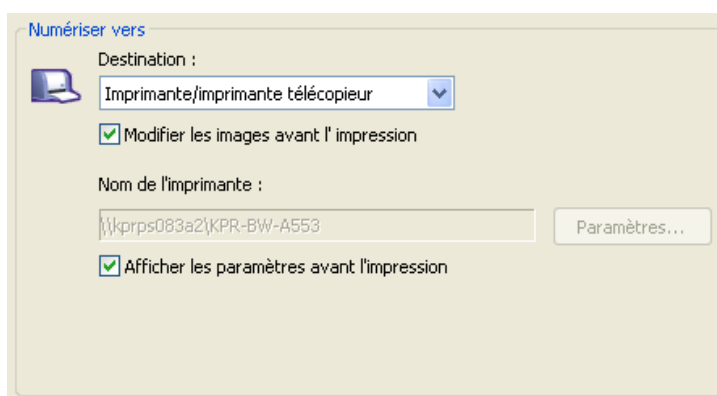 Numériser vers
Destination :
Imprimante/imprimante télécopieur
Modifier les images avant l' impression
Nom de l'imprimante :
\\kprps083a2\KPR-BW-A553
Paramètres...
Afficher les paramètres avant l'impression